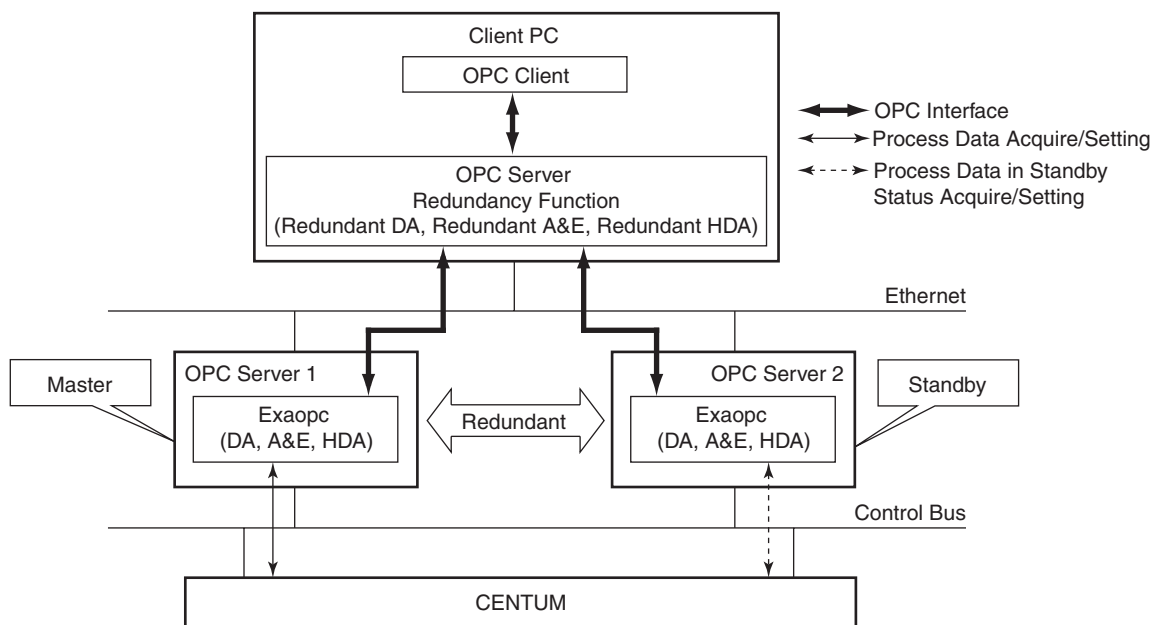 Client PC
OPC Client
OPC Server
Redundancy Function
(Redundant DA, Redundant A&E, Redundant HDA)
OPC Interface
Process Data Acquire/Setting
Process Data in Standby
Status Acquire/Setting
Ethernet
Master
OPC Server 1
Exaopc
(DA, A&E, HDA)
Redundant
OPC Server 2
Exaopc
(DA, A&E, HDA)
Standby
Control Bus
CENTUM